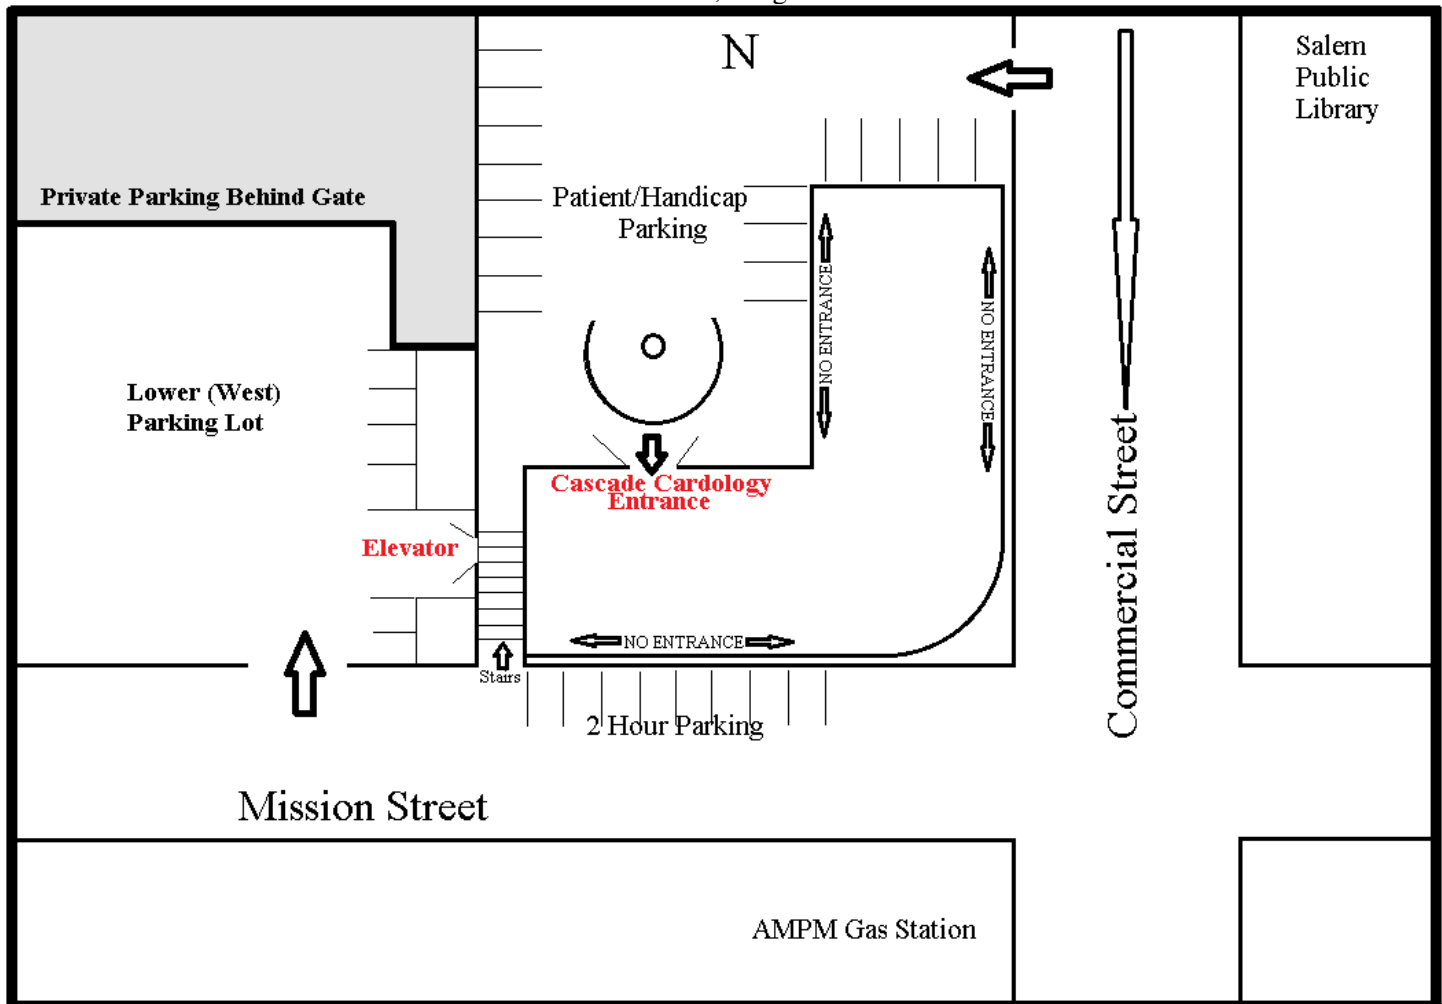 N
Salem
Public
Library
Private Parking Behind Gate
Patient/Handicap
Parking
NO ENTRANCE
NO ENTRANCE
Lower (West)
Parking Lot
Cascade Cardology
Entrance
Elevator
Commercial Street
NO ENTRANCE
Stairs
2 Hour Parking
Mission Street
AMPM Gas Station